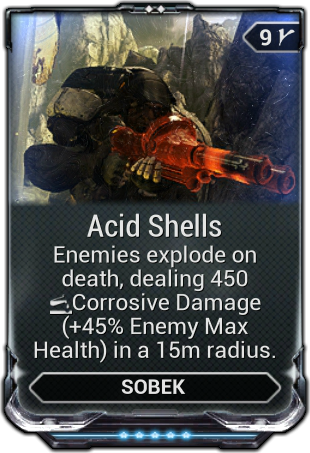 9
Acid Shells
Enemies explode on
death, dealing 450
Corrosive Damage
(+45% Enemy Max
Health) in a 15m radius.
SOBEK